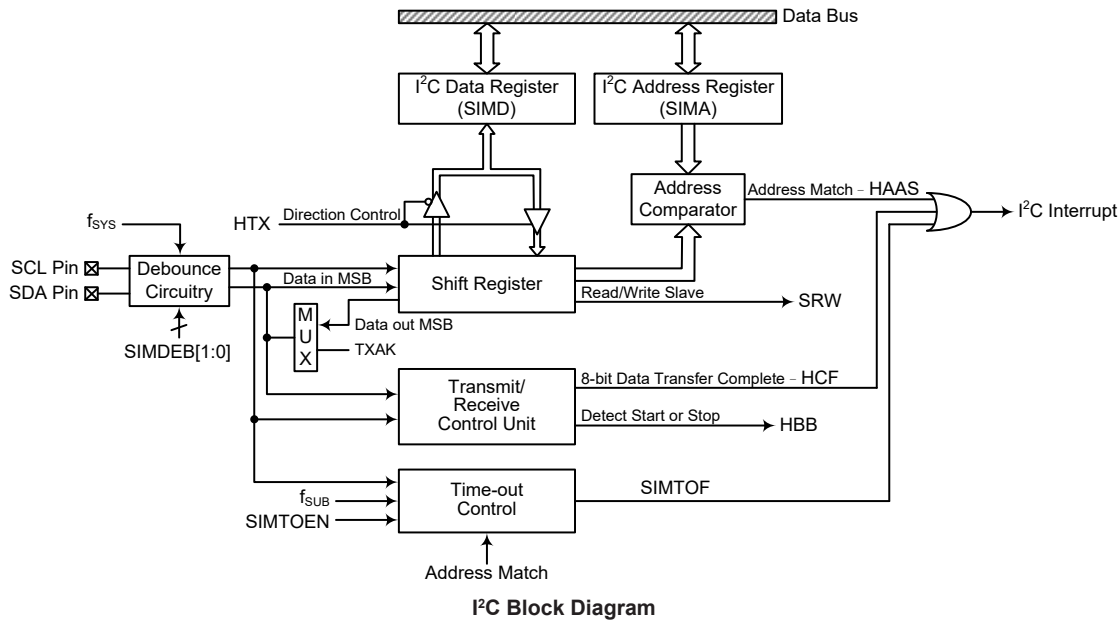 Data Bus
I²C Data Register
(SIMD)
I²C Address Register
(SIMA)
Address
Comparator
Address Match - HAAS
I²C Interrupt
HTX
Direction Control
fSYS
SCL Pin
SDA Pin
Debounce
Circuitry
SIMDEB[1:0]
Data in MSB
Shift Register
Read/Write Slave
SRW
M
U
X
Data out MSB
TXAK
Transmit/
Receive
Control Unit
8-bit Data Transfer Complete - HCF
Detect Start or Stop
HBB
fSUB
SIMTOEN
Time-out
Control
SIMTOF
Address Match
I²C Block Diagram